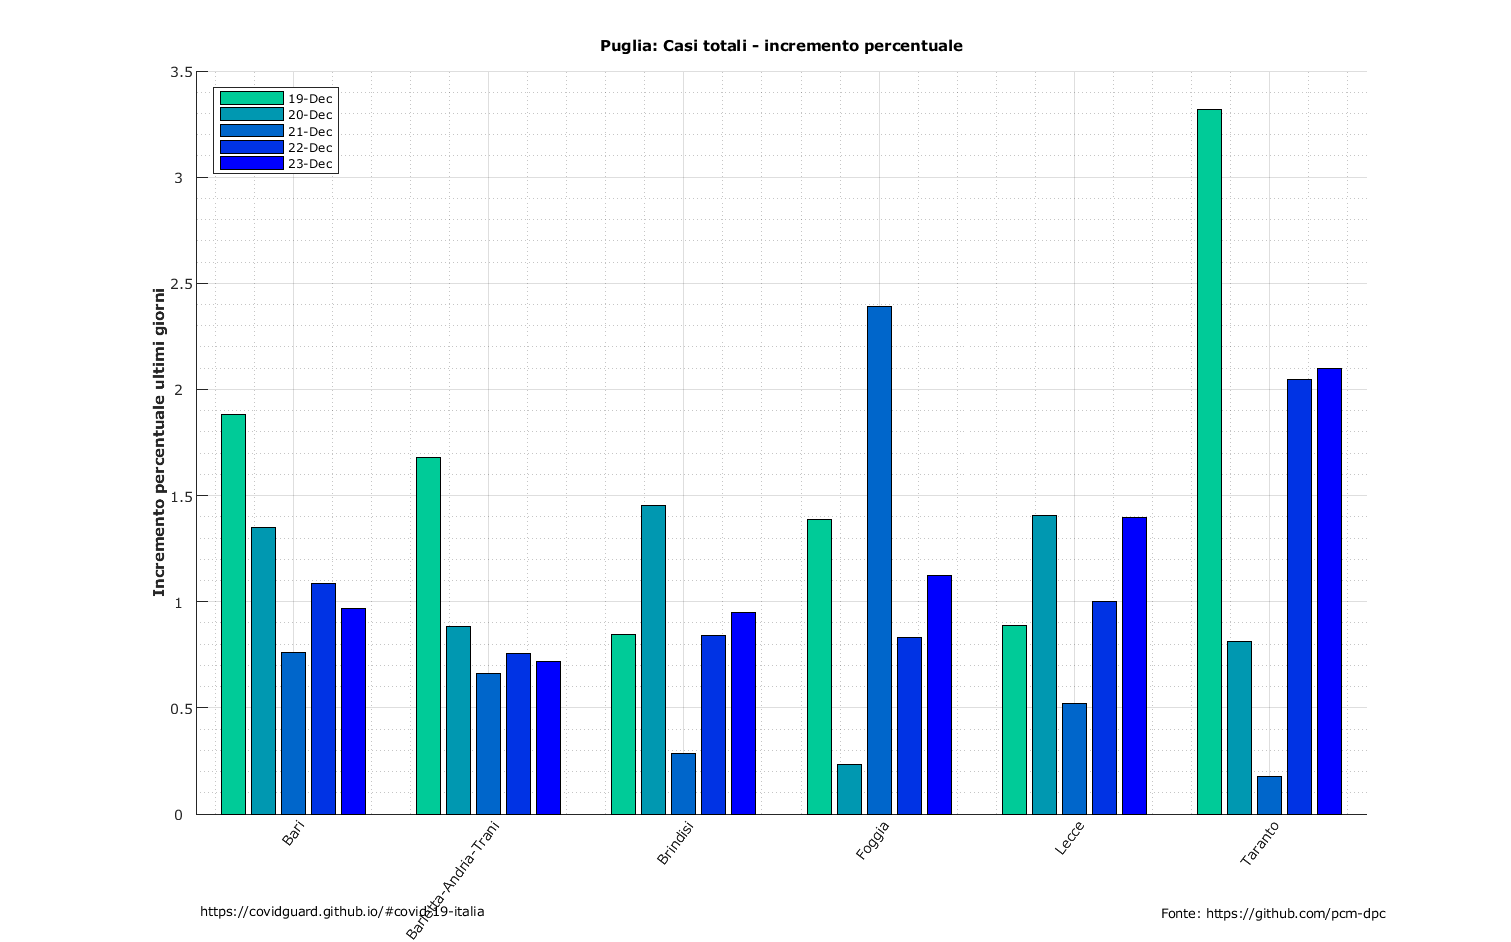 Puglia: Casi totali - incremento percentuale
3.5
3
2.5
2
1.5
1
0.5
0
Incremento percentuale ultimi giorni
19-Dec
20-Dec
21-Dec
22-Dec
23-Dec
Bari
Barletta-Andria-Trani
Brindisi
Foggia
Lecce
Taranto
https://covidguard.github.io/#covid-19-italia
Fonte: https://github.com/pcm-dpc